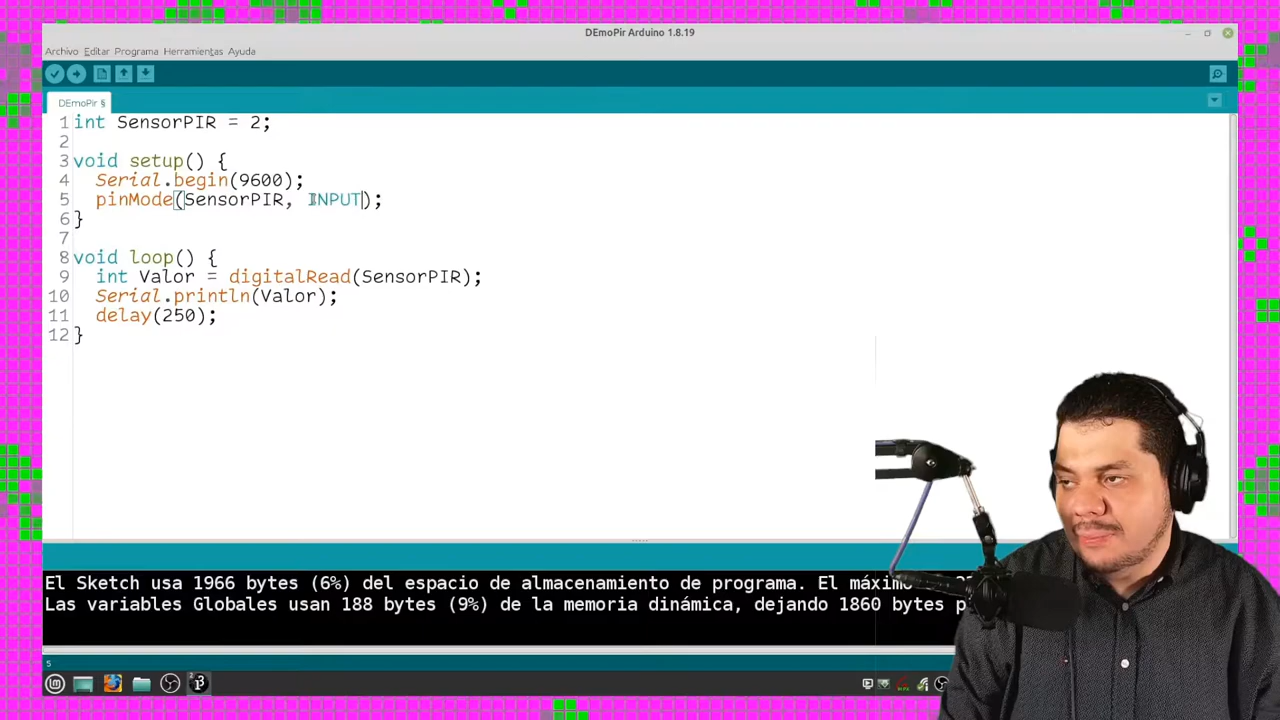 DEmoPir Arduino 1.8.19
Archivo Editar Programa Herramientas Ayuda
DEmoPir §
1 int SensorPIR = 2;
2
3 void setup() {
4 Serial.begin(9600);
5 pinMode(SensorPIR, INPUT);
6 }
7
8 void loop() {
9 int Valor = digitalRead(SensorPIR);
10 Serial.println(Valor);
11 delay(250);
12 }
El Sketch usa 1966 bytes (6%) del espacio de almacenamiento de programa. El máximo
Las variables Globales usan 188 bytes (9%) de la memoria dinámica, dejando 1860 bytes p
5